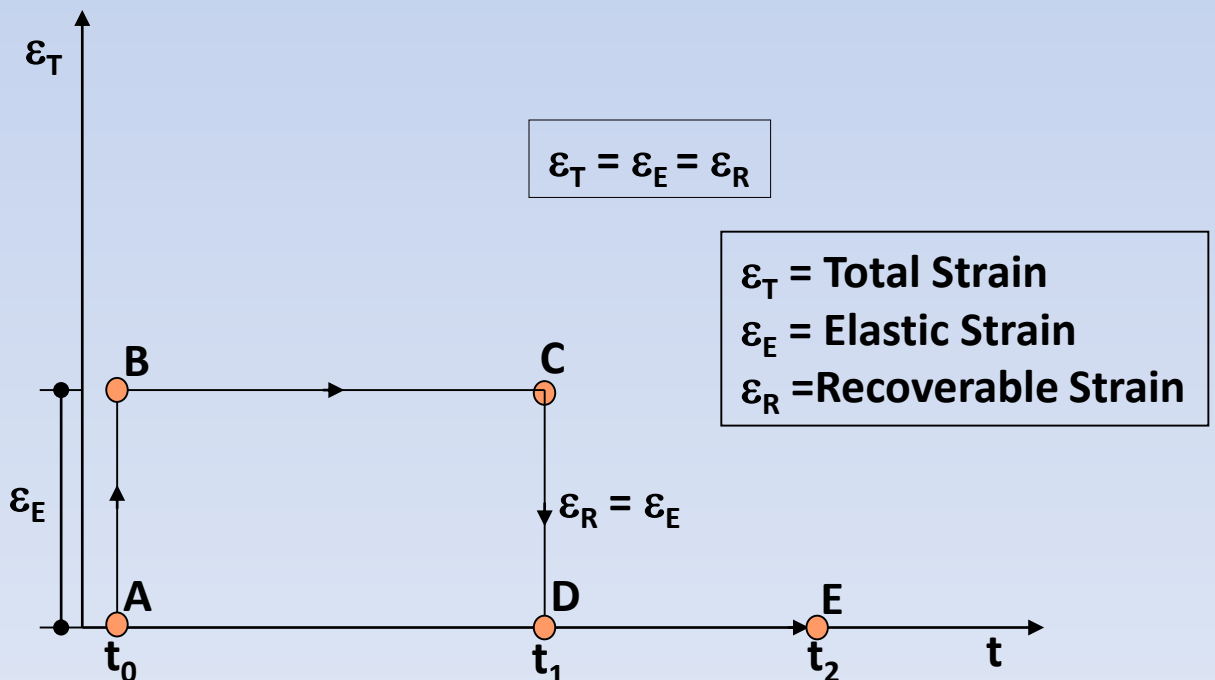 εT
εT = εE = εR
εT = Total Strain
εE = Elastic Strain
εR =Recoverable Strain
B
C
εE
εR = εE
A
D
E
t0
t1
t2
t